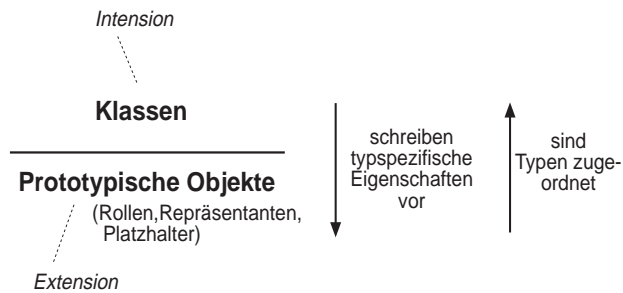 Intension
Klassen
Prototypische Objekte
(Rollen,Repräsentanten,
Platzhalter)
Extension
schreiben
typspezifische
Eigenschaften
vor
sind
Typen zuge-
ordnet